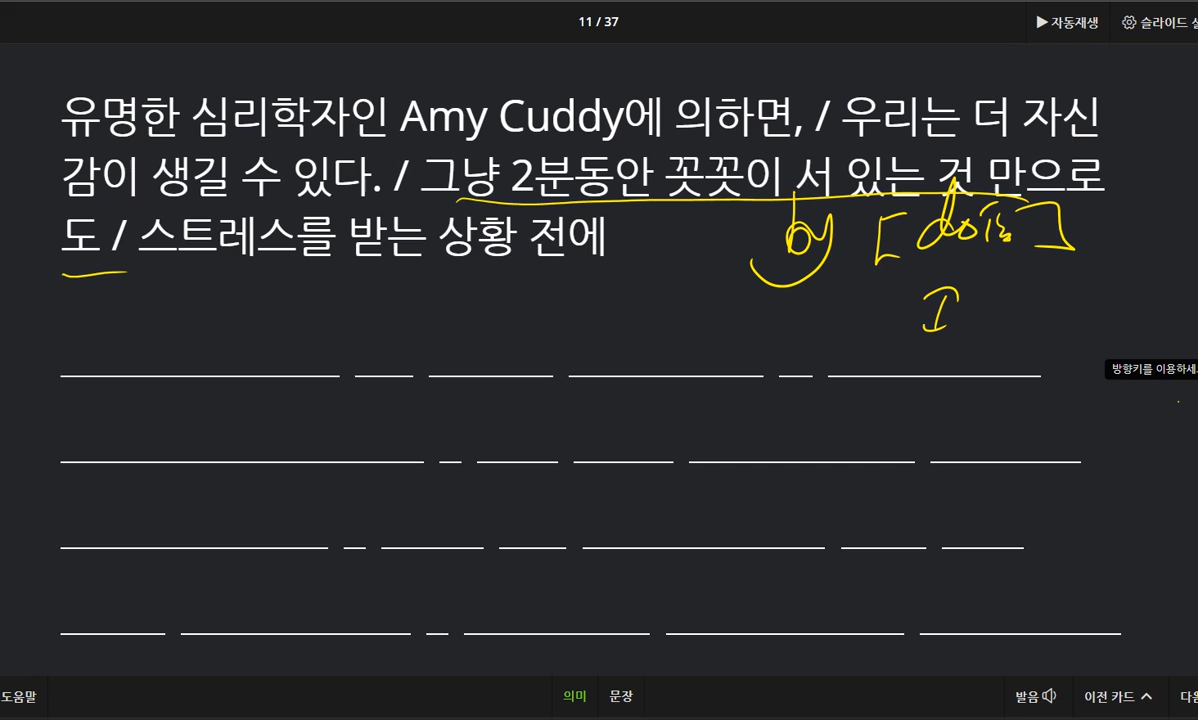 11 / 37
▶자동재생
슬라이드
유명한 심리학자인 Amy Cuddy에 의하면, / 우리는 더 자신
감이 생길 수 있다. / 그냥 2분동안 꼿꼿이 서 있는 것 만으로
도 / 스트레스를 받는 상황 전에
by [
I
방향키를 이용하세
도움말
의미
문장
발음
이전 카드